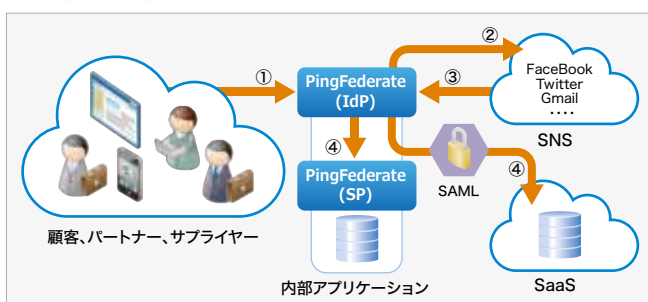 ①
②
③
④
④
PingFederate
(IdP)
PingFederate
(SP)
FaceBook
Twitter
Gmail
‥‥
SNS
SAML
顧客、パートナー、サプライヤー
内部アプリケーション
SaaS